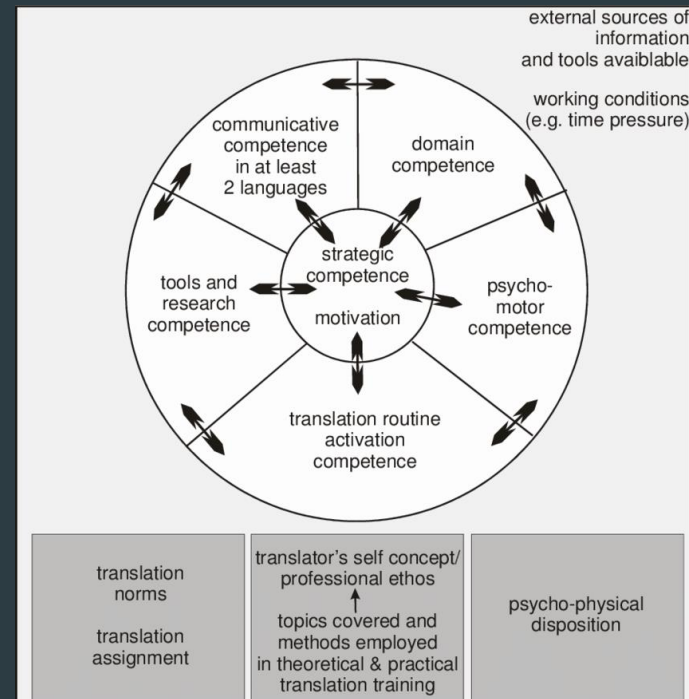 external sources of
information
and tools avaiblable
working conditions
(e.g. time pressure)
communicative
competence
in at least
2 languages
domain
competence
strategic
competence
motivation
tools and
research
competence
psycho-
motor
competence
translation routine
activation
competence
translation
norms
translation
assignment
translator's self concept/
professional ethos
topics covered and
methods employed
in theoretical & practical
translation training
psycho-physical
disposition